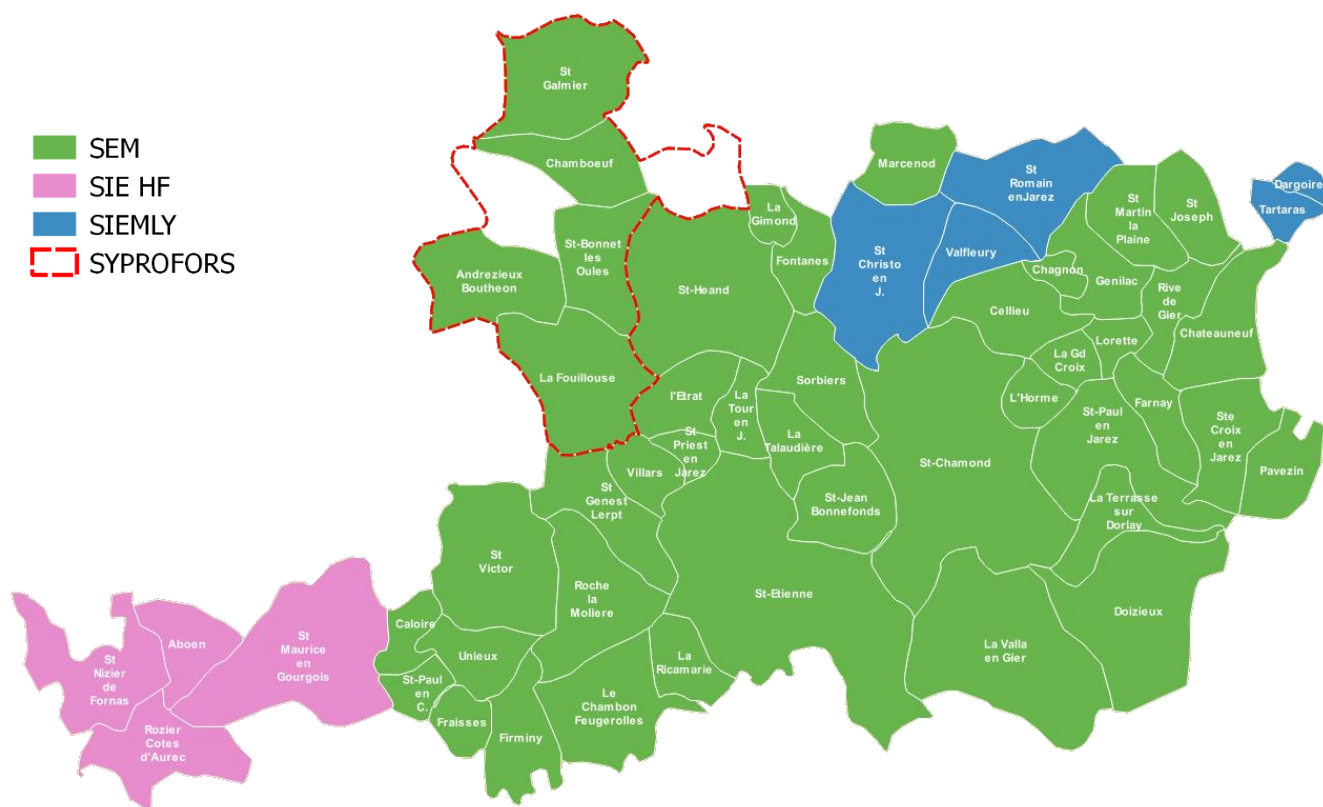 SEM
SIE HF
SIEMLY
SYPROFORS
St
Galmier
Chamboeuf
St-Bonnet
les
Oules
Andrezieux
Boutheon
La Fouillouse
St-Heand
La
Gimond
Fontanes
Marcenod
St
Christo
en
J.
Valfleury
St
Romain
enJarez
St
Martin
la
Plaine
St
Joseph
Dargoire
Tartaras
Chagnon
Genilac
Rive
de
Gier
Chateauneuf
Cellieu
Lorette
La Gd
Croix
L'Horme
Farnay
St-Paul
en
Jarez
Ste
Croix
en
Jarez
Pavezin
Sorbiers
l'Etrat
La
Tour
en
J.
La
Talaudière
St
Priest
en
Jarez
Villars
St
Genest
Lerpt
St-Jean
Bonnefonds
St-Chamond
La Terrasse
sur
Dorlay
Doizieux
La Valla
en Gier
St-Etienne
St
Victor
Roche
la
Moliere
La
Ricamarie
Le
Chambon
Feugerolles
Caloire
Unieux
St-Paul
en
C.
Fraisses
Firminy
St
Maurice
en
Gourgois
Aboen
St
Nizier
de
Fornas
Rozier
Cotes
d'Aurec